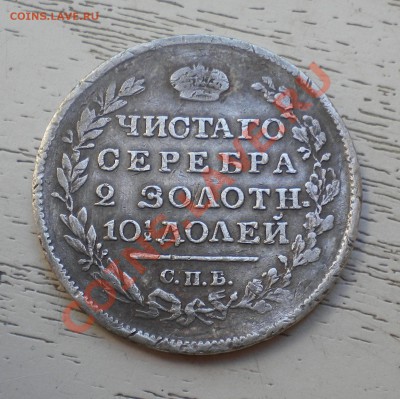 COINS.LAVE.RU
ЧИСТАГО
СЕРЕБРА
2 ЗОЛОТН.
10½ ДОЛЕЙ
С.П.Б.
COINS.LAVE.RU